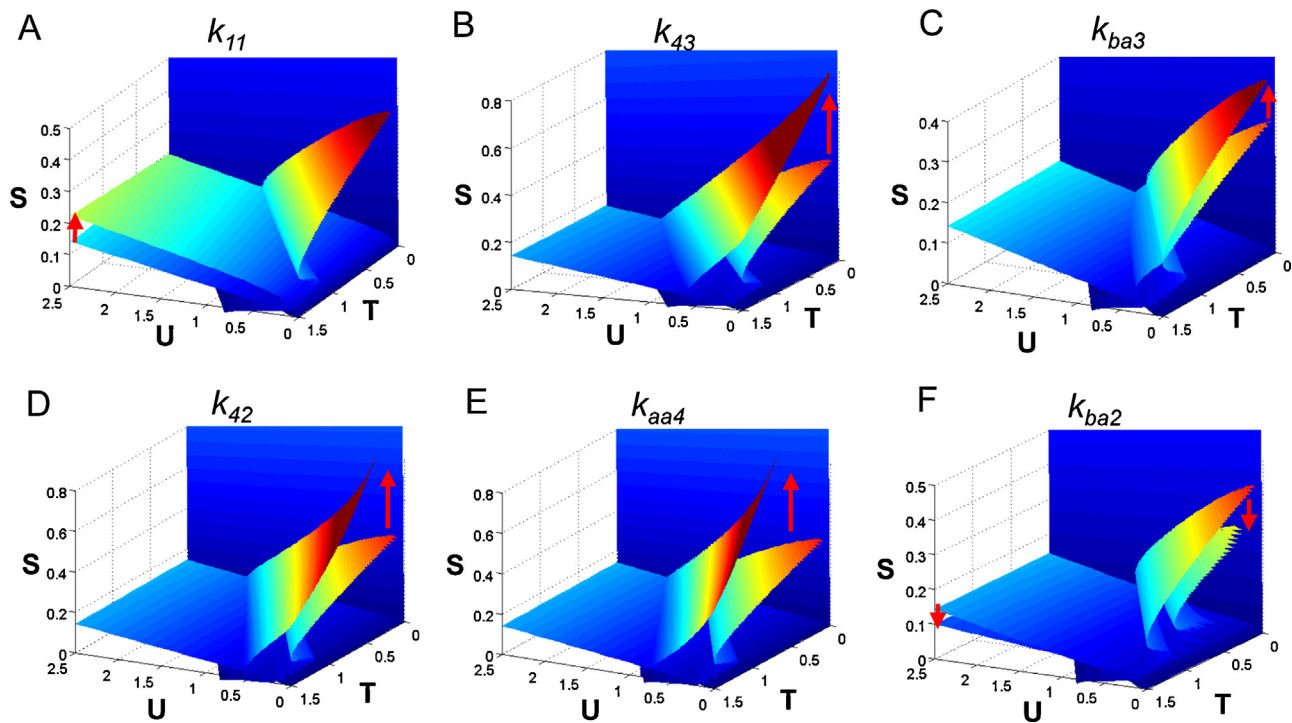 A k11 B k43 C kba3
0.5 0.4 0.3 0.2 0.1 0
S
2.5 2 1.5 1 0.5 0
U
1.5 1 0.5 0
T
0.8 0.6 0.4 0.2 0
S
2.5 2 1.5 1 0.5 0
U
1.5 1 0.5 0
T
0.4 0.3 0.2 0.1 0
S
2.5 2 1.5 1 0.5 0
U
1.5 1 0.5 0
T
D k42 E kaa4 F kba2
0.8 0.6 0.4 0.2 0
S
2.5 2 1.5 1 0.5 0
U
1.5 1 0.5 0
T
0.8 0.6 0.4 0.2 0
S
2.5 2 1.5 1 0.5 0
U
1.5 1 0.5 0
T
0.5 0.4 0.3 0.2 0.1 0
S
2.5 2 1.5 1 0.5 0
U
1.5 1 0.5 0
T